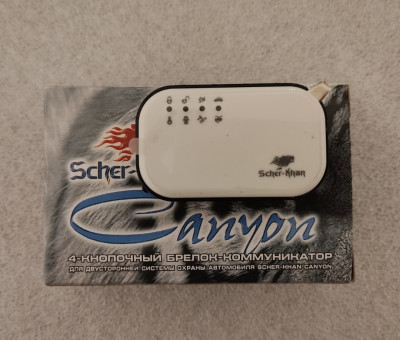 Scher-
Scher-Khan
Canyon
4-КНОПОЧНЫЙ БРЕЛОК-КОММУНИКАТОР
ДЛЯ ДВУСТОРОННЕЙ СИСТЕМЫ ОХРАНЫ АВТОМОБИЛЯ SCHER-KHAN CANYON